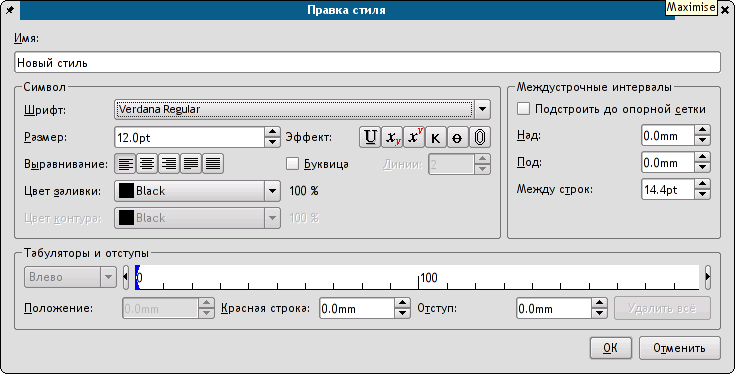 Правка стиля
Maximise
Имя:
Новый стиль
Символ
Междустрочные интервалы
Шрифт: Verdana Regular
Подстроить до опорной сетки
Размер: 12.0pt Эффект: U xy xy K o O
Над: 0.0mm
Выравнивание: Буквица Линии: 2
Под: 0.0mm
Цвет заливки: Black 100 %
Между строк: 14.4pt
Цвет контура: Black 100 %
Табуляторы и отступы
Влево 0 100
Положение: 0.0mm Красная строка: 0.0mm Отступ: 0.0mm Удалить всё
OK Отменить